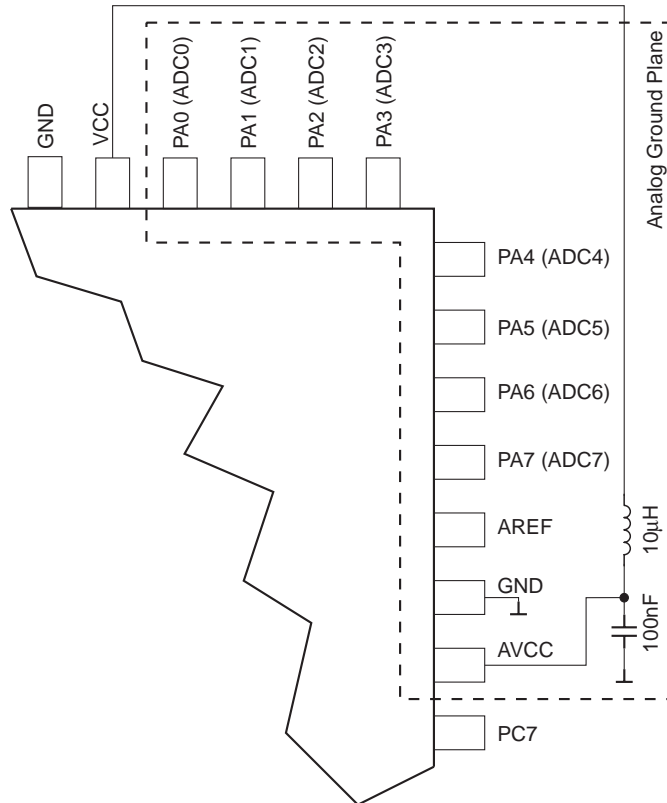 GND
VCC
PA0 (ADC0)
PA1 (ADC1)
PA2 (ADC2)
PA3 (ADC3)
Analog Ground Plane
PA4 (ADC4)
PA5 (ADC5)
PA6 (ADC6)
PA7 (ADC7)
AREF
10μH
GND
AVCC
100nF
PC7